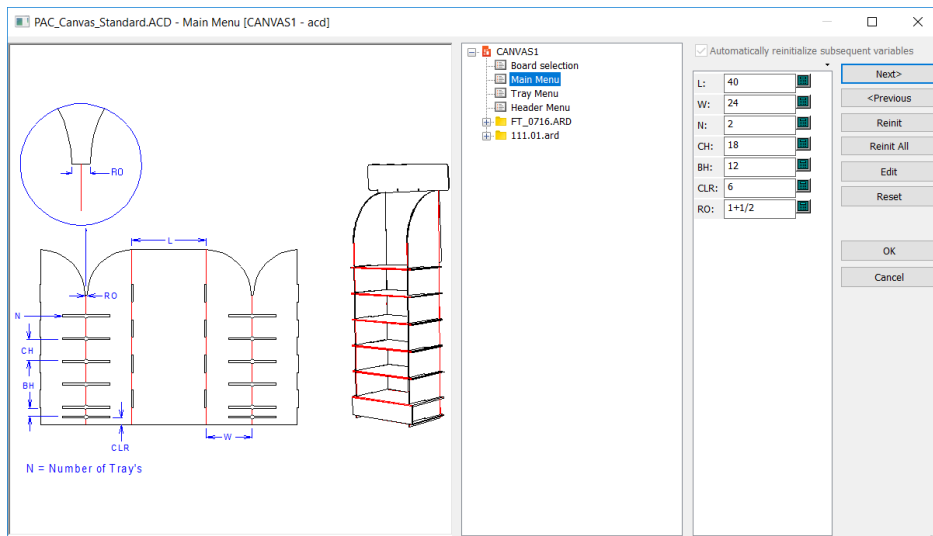 PAC_Canvas_Standard.ACD - Main Menu [CANVAS1 - acd]
RO
L
RO
N
CH
BH
W
CLR
N = Number of Tray's
CANVAS1
Board selection
Main Menu
Tray Menu
Header Menu
FT_0716.ARD
111.01.ard
Automatically reinitialize subsequent variables
L: 40
W: 24
N: 2
CH: 18
BH: 12
CLR: 6
RO: 1+1/2
Next>
<Previous
Reinit
Reinit All
Edit
Reset
OK
Cancel